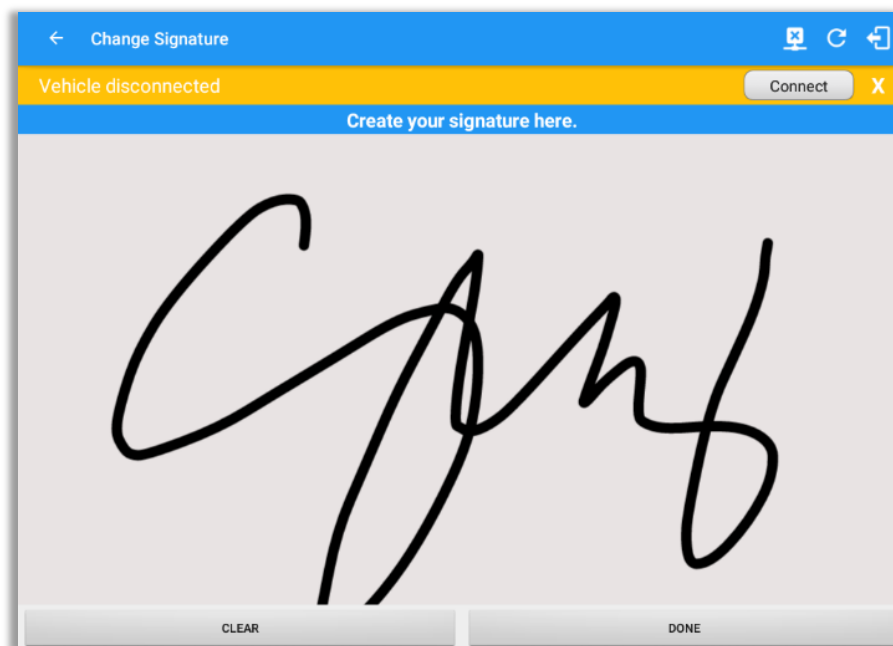 Change Signature
Vehicle disconnected
Connect
X
Create your signature here.
CLEAR
DONE